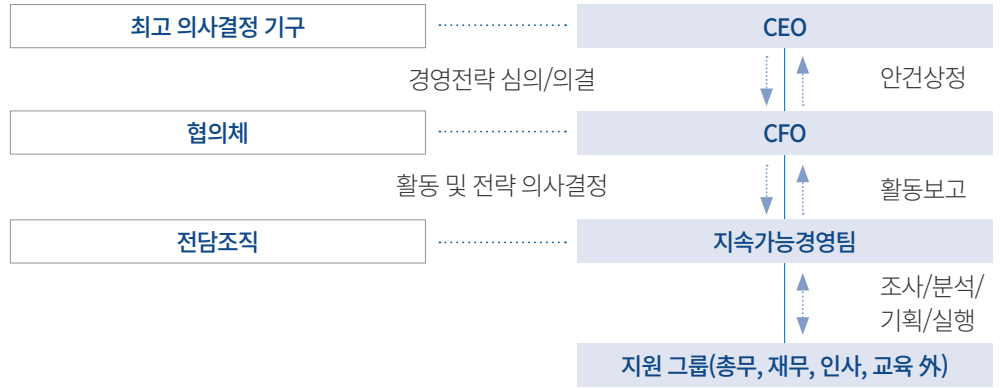 최고 의사결정 기구
CEO
경영전략 심의/의결
안건상정
협의체
CFO
활동 및 전략 의사결정
활동보고
전담조직
지속가능경영팀
조사/분석/
기획/실행
지원 그룹(총무, 재무, 인사, 교육 外)